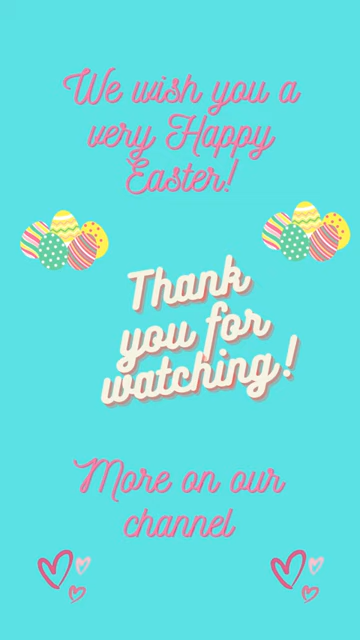 We wish you a
very Happy
Easter!
Thank
you for
watching!
More on our
channel